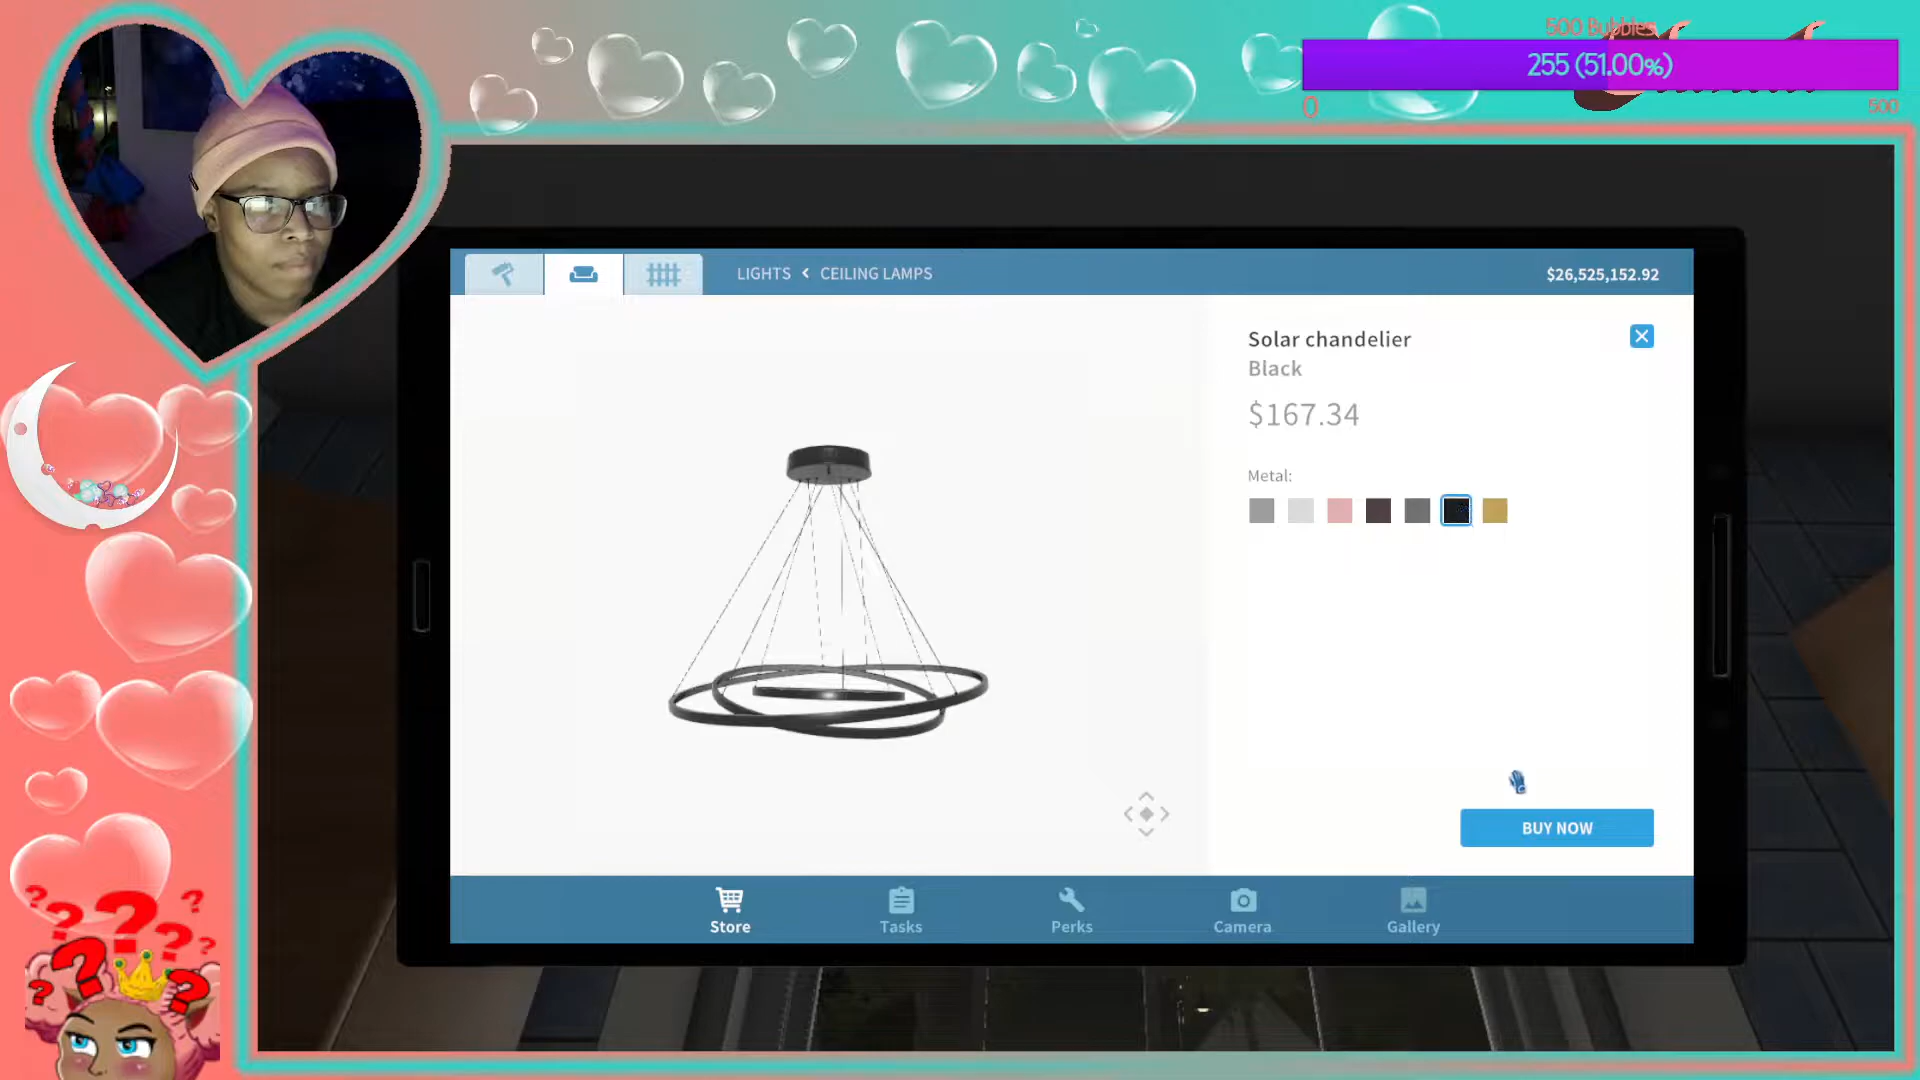 500 Bubbles
255 (51.00%)
0
500
LIGHTS < CEILING LAMPS
$26,525,152.92
Solar chandelier
Black
$167.34
Metal:
BUY NOW
Store
Tasks
Perks
Camera
Gallery
? ? ? ? ? ? ? ? ?